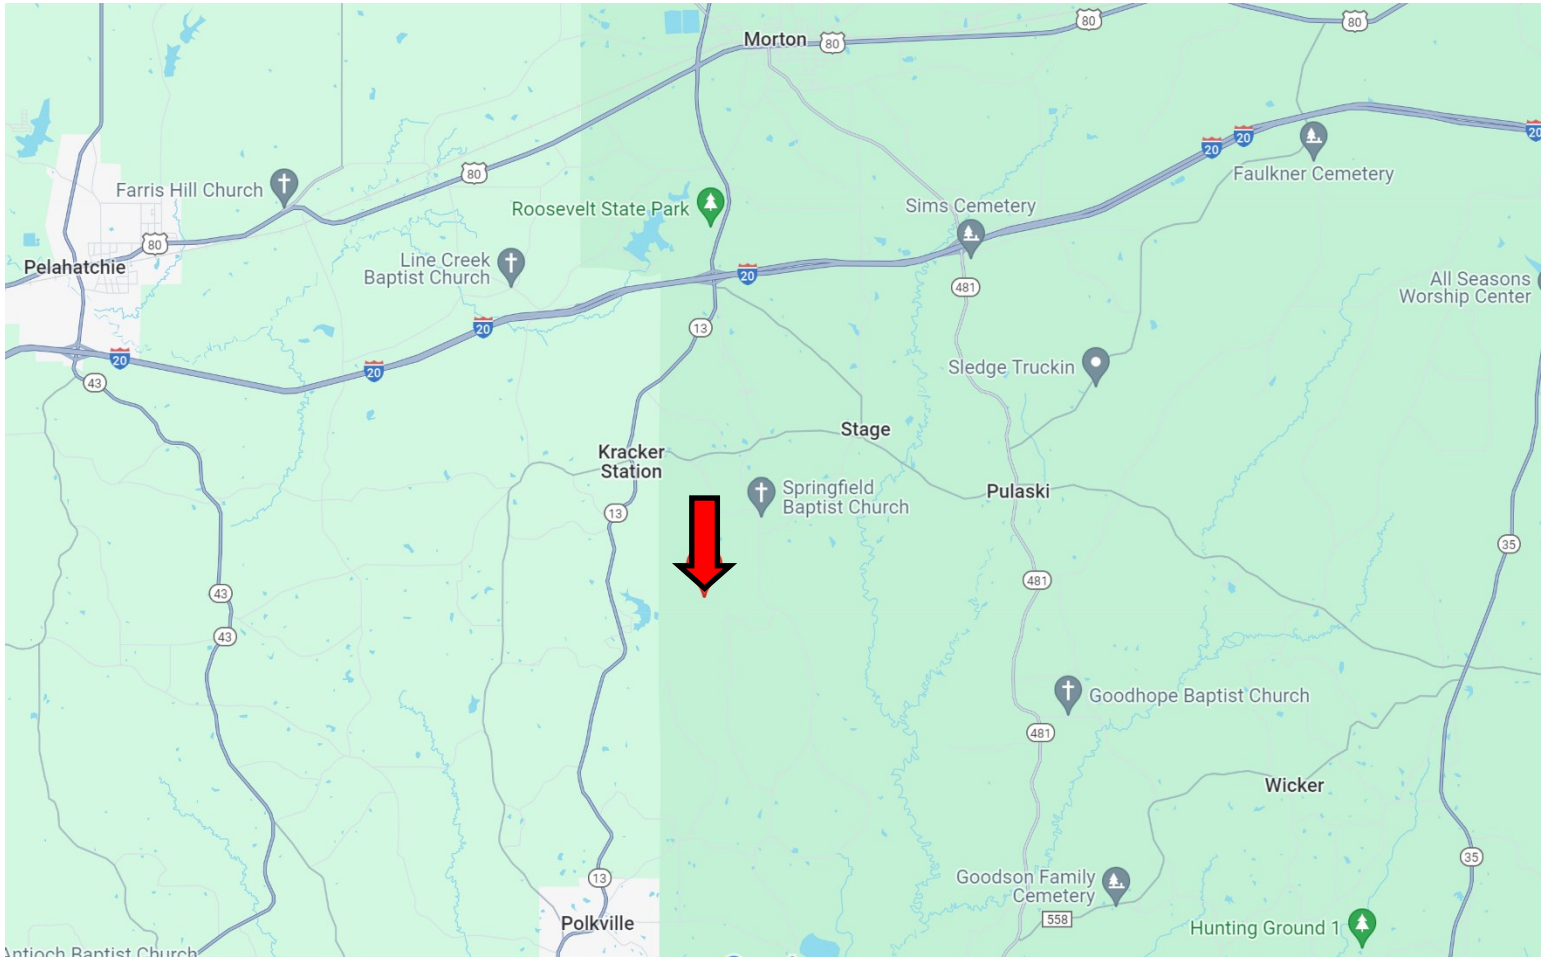 80
80
Morton
80
20
20
20
Faulkner Cemetery
80
Farris Hill Church
Roosevelt State Park
Sims Cemetery
80
Pelahatchie
Line Creek
Baptist Church
20
481
All Seasons
Worship Center
20
13
20
20
43
Sledge Truckin
Stage
Kracker
Station
Springfield
Baptist Church
Pulaski
13
35
481
43
43
Goodhope Baptist Church
481
Wicker
35
13
Goodson Family
Cemetery
558
Polkville
Hunting Ground 1
Antioch Baptist Church